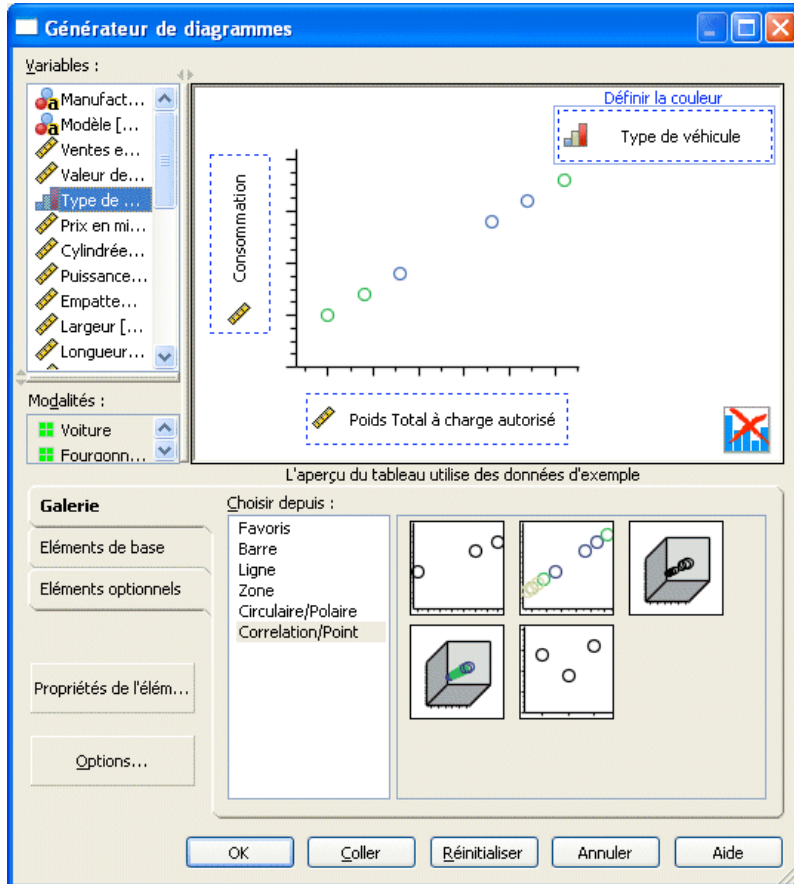 Générateur de diagrammes
Variables :
Manufact...
Modèle [...
Ventes e...
Valeur de...
Type de ...
Prix en mi...
Cylindrée...
Puissance...
Empatte...
Largeur [...
Longueur...
Modalités :
Voiture
Fourgonn...
Définir la couleur
Type de véhicule
Consommation
Poids Total à charge autorisé
L'aperçu du tableau utilise des données d'exemple
Galerie
Eléments de base
Eléments optionnels
Propriétés de l'élém...
Options...
Choisir depuis :
Favoris
Barre
Ligne
Zone
Circulaire/Polaire
Correlation/Point
OK
Coller
Réinitialiser
Annuler
Aide